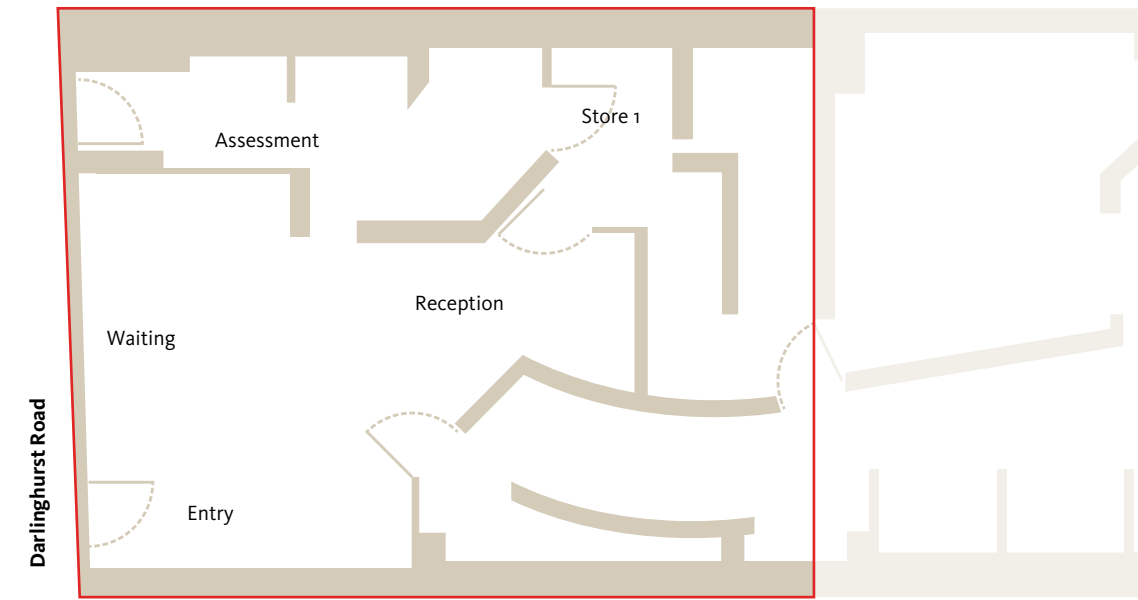 Store 1
Assessment
Reception
Waiting
Darlinghurst Road
Entry